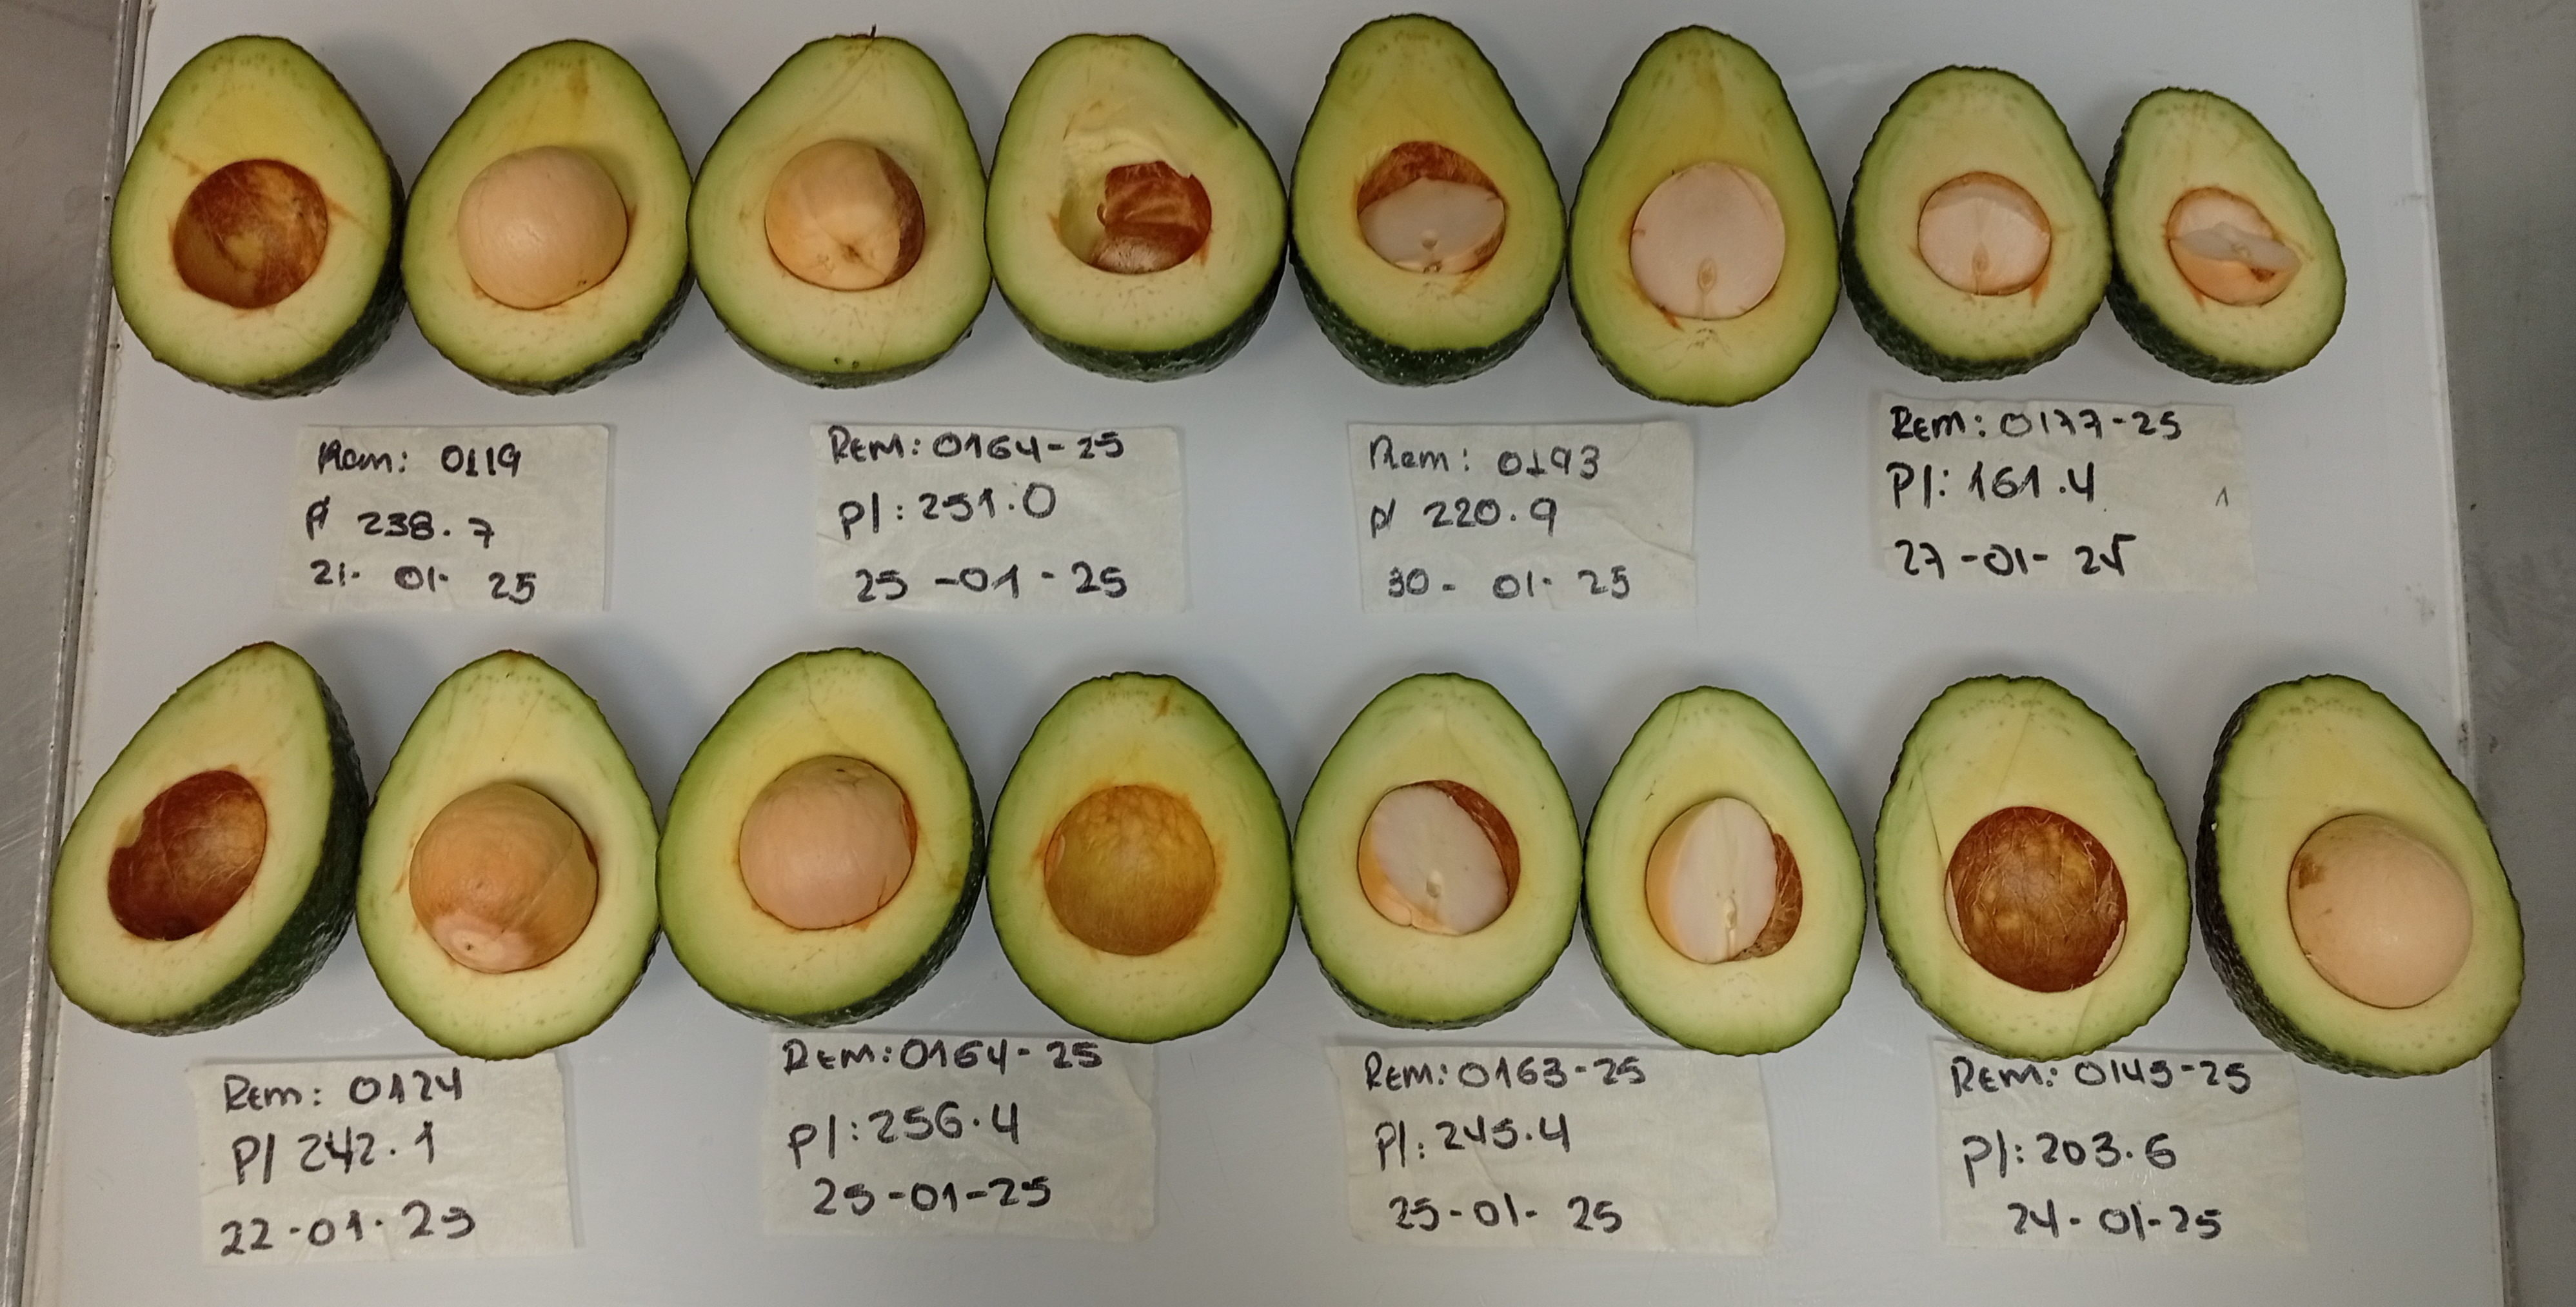 Rem: 0119
P/ 238.7
21- 01- 25
REM: 0164-25
P/: 251.0
25 -01 -25
Rem: 0193
P/ 220.9
30- 01- 25
REM: 0177-25
P/: 161.4
27 -01- 25
Rem: 0124
P/ 242.1
22-01-25
REM: 0164-25
P/: 256.4
25-01-25
REM: 0163-25
P/: 245.4
25-01- 25
REM: 0145-25
P/: 203.6
24- 01-25